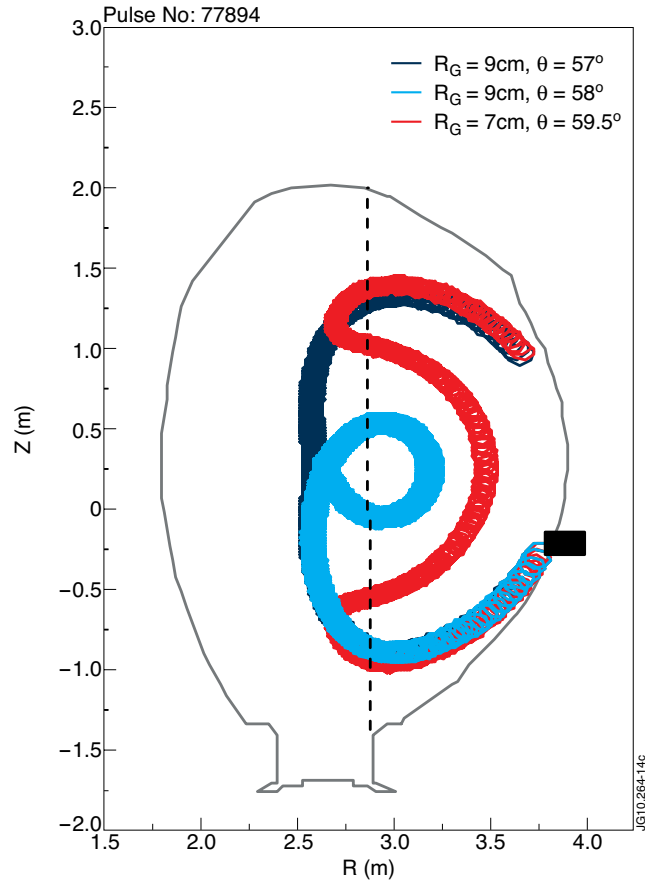 Pulse No: 77894
R_G = 9cm, θ = 57°
R_G = 9cm, θ = 58°
R_G = 7cm, θ = 59.5°
3.0
2.5
2.0
1.5
1.0
0.5
0
−0.5
−1.0
−1.5
−2.0
Z (m)
1.5
2.0
2.5
3.0
3.5
4.0
R (m)
JG10.264-14c